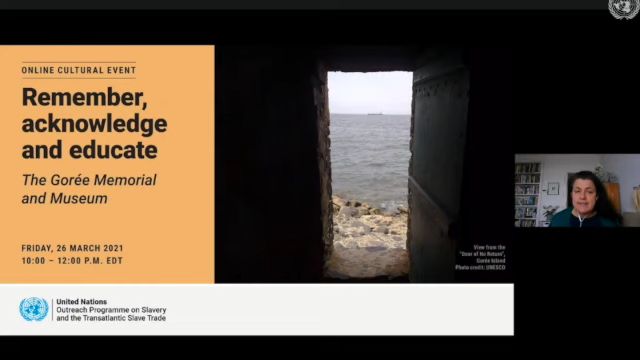 ONLINE CULTURAL EVENT
Remember,
acknowledge
and educate
The Gorée Memorial
and Museum
FRIDAY, 26 MARCH 2021
10:00 – 12:00 P.M. EDT
View from the
"Door of No Return",
Gorée Island
Photo credit: UNESCO
United Nations
Outreach Programme on Slavery
and the Transatlantic Slave Trade